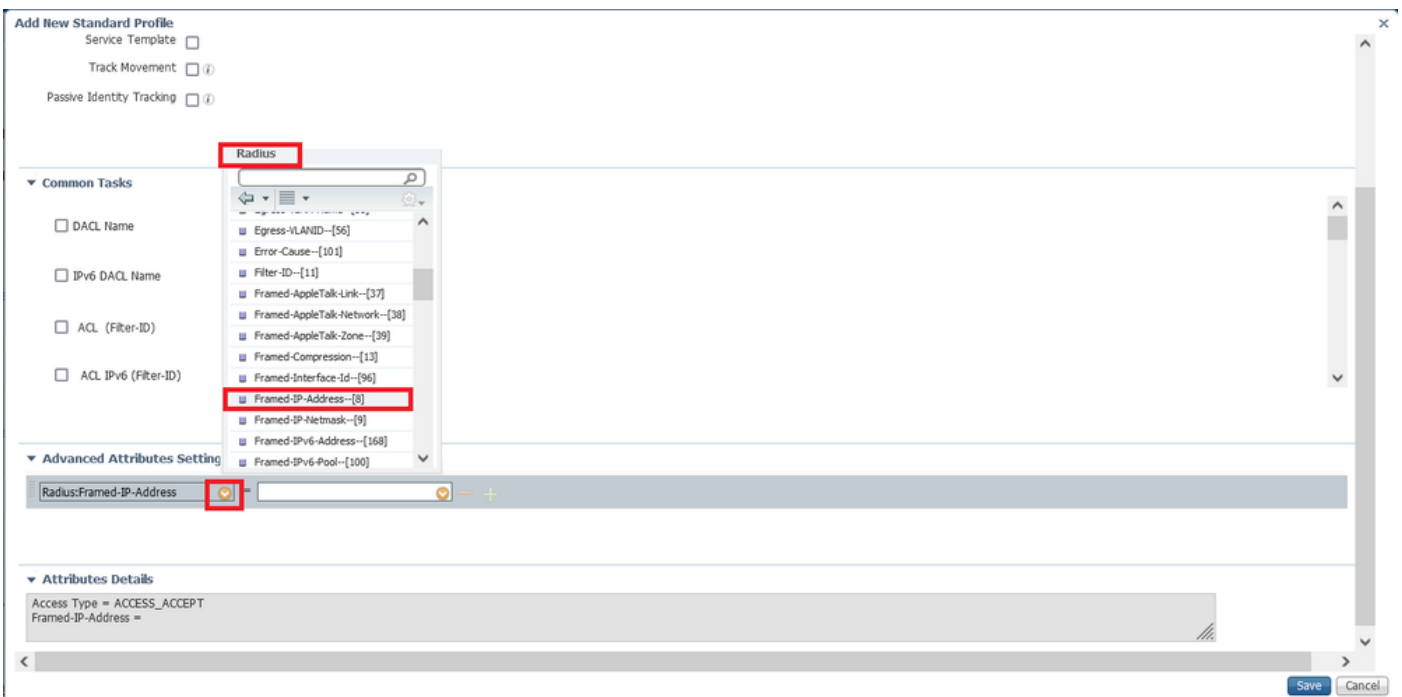 Add New Standard Profile
Service Template
Track Movement
Passive Identity Tracking
Radius
Common Tasks
DACL Name
IPv6 DACL Name
ACL (Filter-ID)
ACL IPv6 (Filter-ID)
Egress-VLANID--[56]
Error-Cause--[101]
Filter-ID--[11]
Framed-AppleTalk-Link--[37]
Framed-AppleTalk-Network--[38]
Framed-AppleTalk-Zone--[39]
Framed-Compression--[13]
Framed-Interface-Id--[96]
Framed-IP-Address--[8]
Framed-IP-Netmask--[9]
Framed-IPv6-Address--[168]
Framed-IPv6-Pool--[100]
Advanced Attributes Setting
Radius:Framed-IP-Address =
Attributes Details
Access Type = ACCESS_ACCEPT
Framed-IP-Address =
Save Cancel